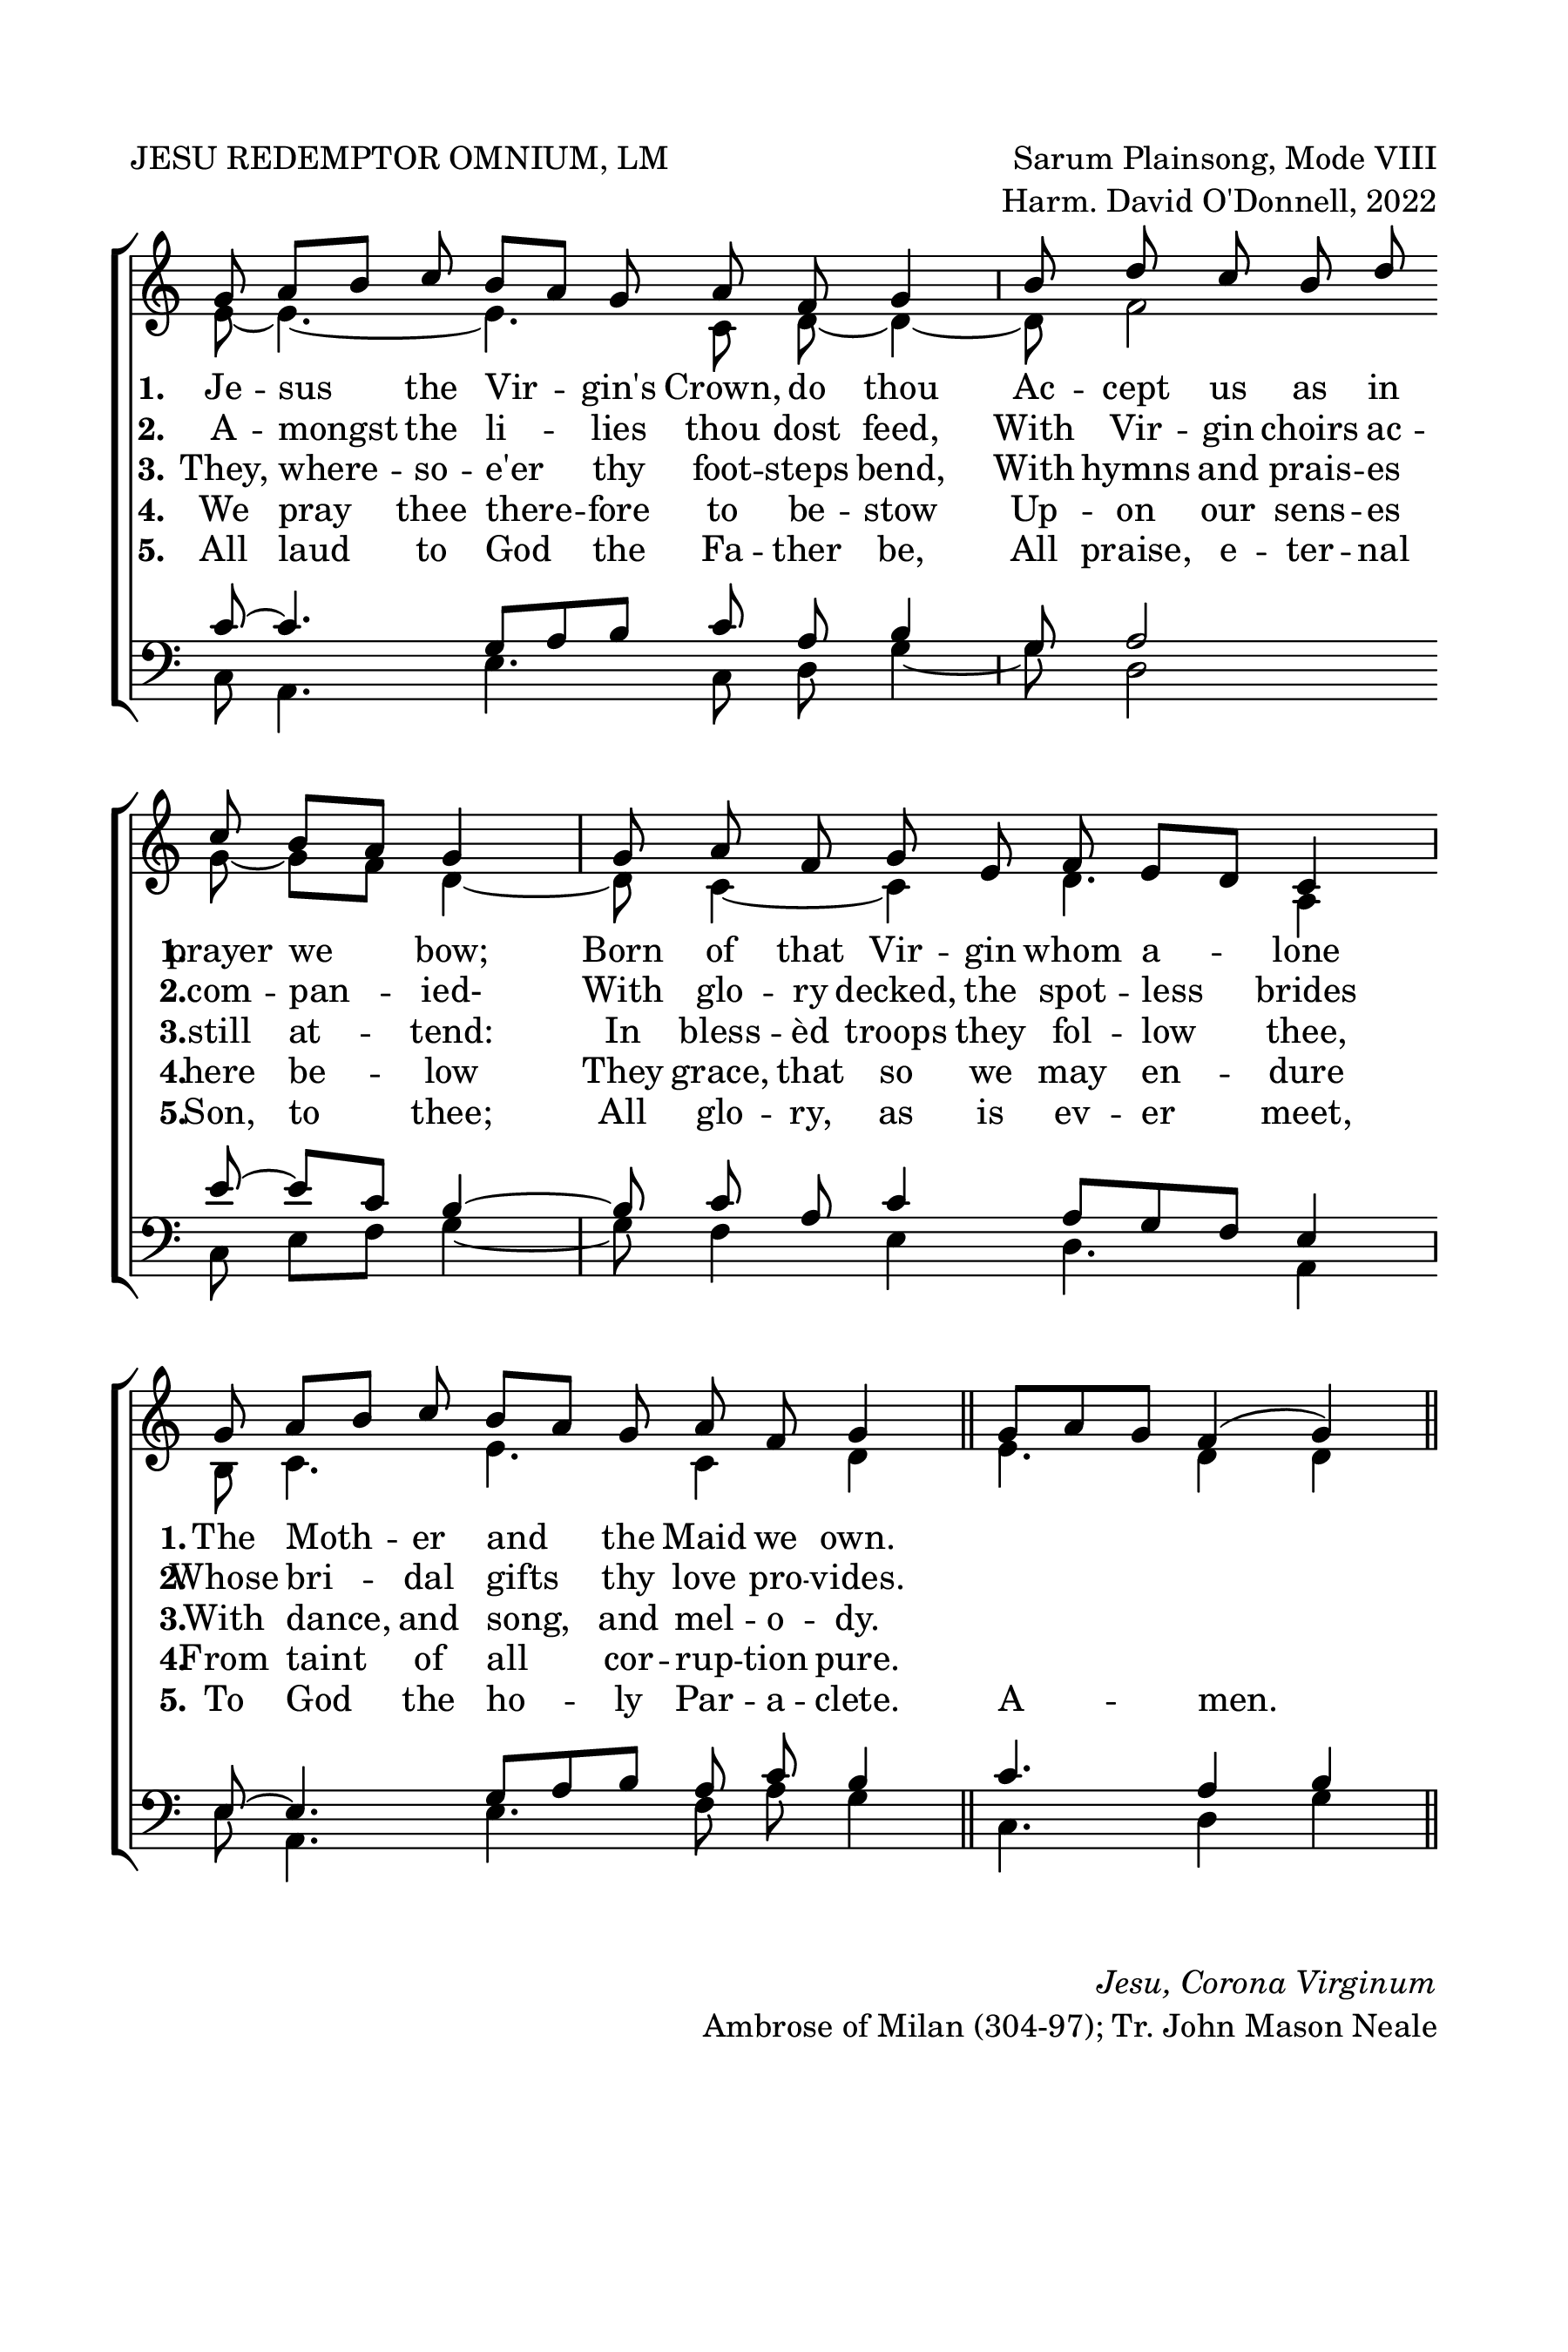 JESU REDEMPTOR OMNIUM, LM
Sarum Plainsong, Mode VIII
Harm. David O'Donnell, 2022
1. Je - sus the Vir - gin's Crown, do thou Ac - cept us as in
2. A - mongst the li - lies thou dost feed, With Vir - gin choirs ac -
3. They, where - so - e'er thy foot - steps bend, With hymns and prais - es
4. We pray thee there - fore to be - stow Up - on our sens - es
5. All laud to God the Fa - ther be, All praise, e - ter - nal
1. prayer we bow; Born of that Vir - gin whom a - lone
2. com - pan - ied- With glo - ry decked, the spot - less brides
3. still at - tend: In bless - èd troops they fol - low thee,
4. here be - low They grace, that so we may en - dure
5. Son, to thee; All glo - ry, as is ev - er meet,
1. The Moth - er and the Maid we own.
2. Whose bri - dal gifts thy love pro - vides.
3. With dance, and song, and mel - o - dy.
4. From taint of all cor - rup - tion pure.
5. To God the ho - ly Par - a - clete. A - men.
Jesu, Corona Virginum
Ambrose of Milan (304-97); Tr. John Mason Neale